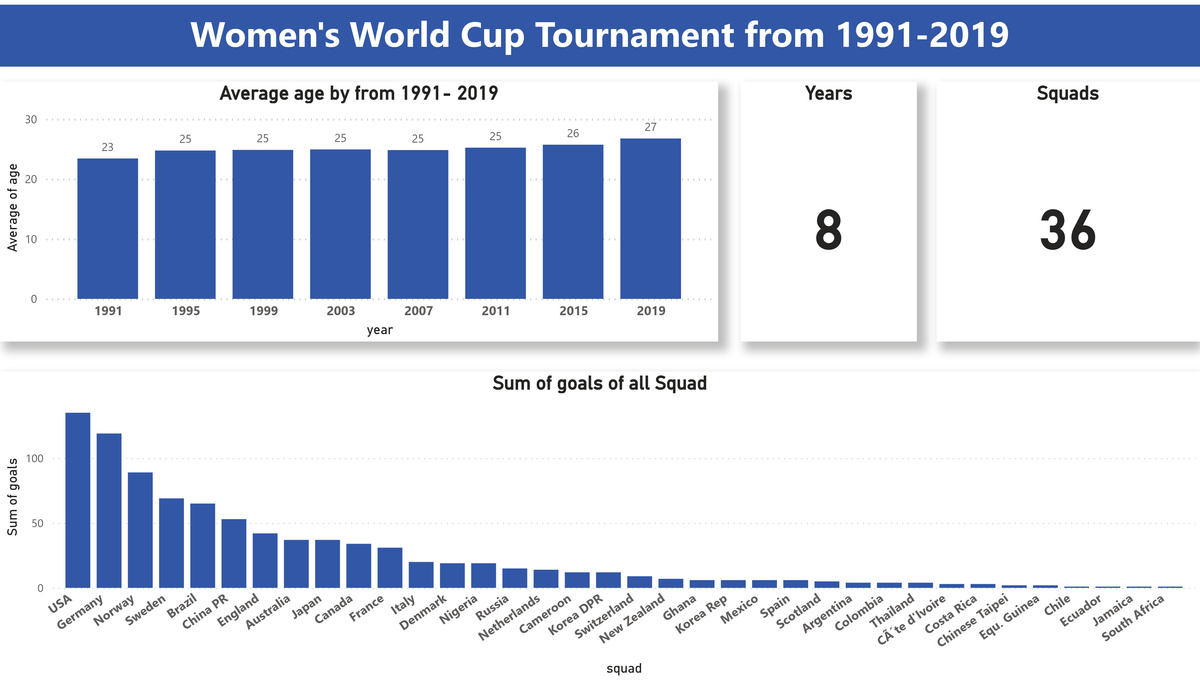 Women's World Cup Tournament from 1991-2019
Average age by from 1991- 2019
Average of age
30
20
10
0
23
25
25
25
25
25
26
27
1991
1995
1999
2003
2007
2011
2015
2019
year
Years
8
Squads
36
Sum of goals of all Squad
Sum of goals
100
50
0
USA
Germany
Norway
Sweden
Brazil
China PR
England
Australia
Japan
Canada
France
Italy
Denmark
Nigeria
Russia
Netherlands
Cameroon
Korea DPR
Switzerland
New Zealand
Ghana
Korea Rep
Mexico
Spain
Scotland
Argentina
Colombia
Thailand
CÃ´te d'Ivoire
Costa Rica
Chinese Taipei
Equ. Guinea
Chile
Ecuador
Jamaica
South Africa
squad